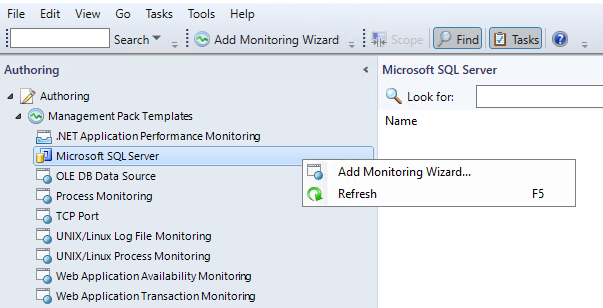 File Edit View Go Tasks Tools Help
Search Add Monitoring Wizard Scope Find Tasks
Authoring
Authoring
Management Pack Templates
.NET Application Performance Monitoring
Microsoft SQL Server
OLE DB Data Source
Process Monitoring
TCP Port
UNIX/Linux Log File Monitoring
UNIX/Linux Process Monitoring
Web Application Availability Monitoring
Web Application Transaction Monitoring
Microsoft SQL Server
Look for:
Name
Add Monitoring Wizard...
Refresh F5